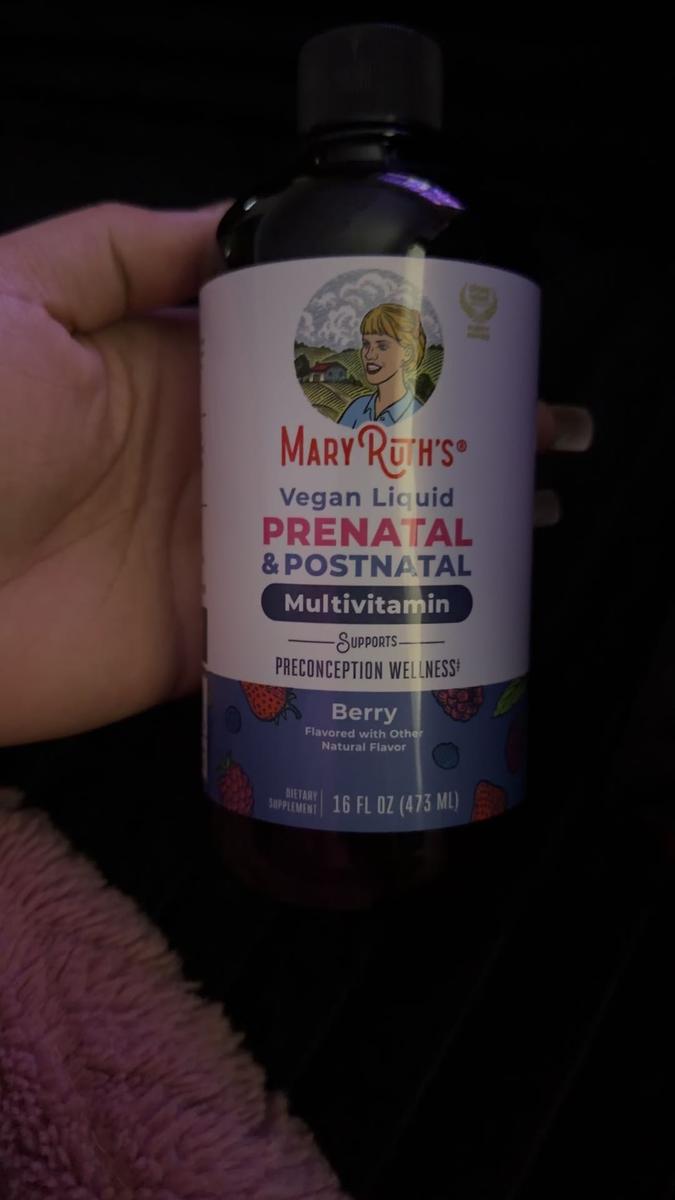 MARY RUTH'S®
Vegan Liquid
PRENATAL
& POSTNATAL
Multivitamin
SUPPORTS
PRECONCEPTION WELLNESS‡
Berry
Flavored with Other
Natural Flavor
DIETARY
SUPPLEMENT
16 FL OZ (473 ML)